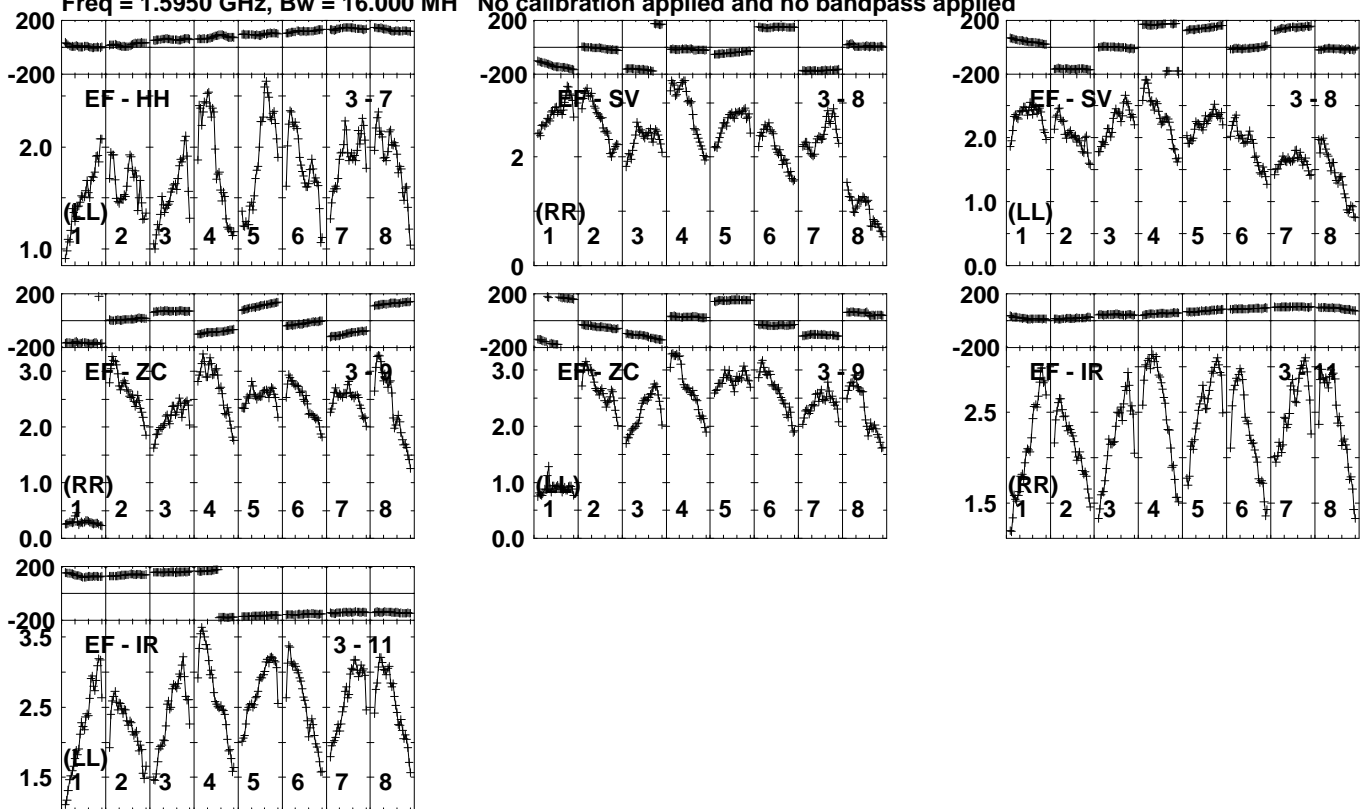 Freq = 1.5950 GHz, Bw = 16.000 MH No calibration applied and no bandpass applied
200 200 200
-200 -200 -200
EF - HH 3 - 7 EF - SV 3 - 8 EF - SV 3 - 8
2.0 2 2.0
(LL) (RR) (LL) 1.0
1 2 3 4 5 6 7 8 1 2 3 4 5 6 7 8 1 2 3 4 5 6 7 8
1.0 0 0.0
200 200 200
-200 -200 -200
3.0 EF - ZC 3 - 9 3.0 EF - ZC 3 - 9 EF - IR 3 - 11
2.0 2.0 2.5
1.0 (RR) 1.0 (LL) 1.5 (RR)
1 2 3 4 5 6 7 8 1 2 3 4 5 6 7 8 1 2 3 4 5 6 7 8
0.0 0.0
200
-200
3.5 EF - IR 3 - 11
2.5
(LL)
1.5 1 2 3 4 5 6 7 8